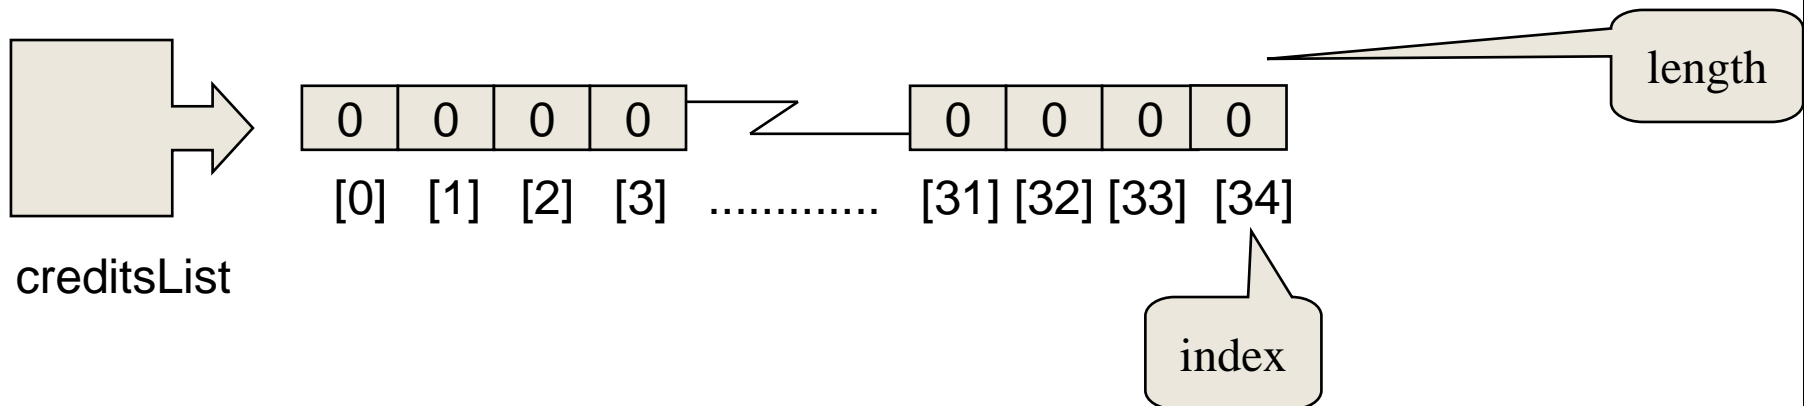 length
0 0 0 0 0 0 0 0
[0] [1] [2] [3] ............. [31] [32] [33] [34]
creditsList
index